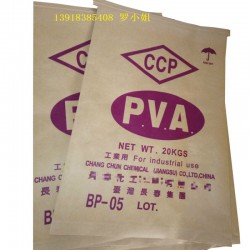 13918385408 罗小姐
CCP
P.V.A.
NET WT. 20KGS
工業用 For industrial use
CHANG CHUN CHEMICAL (JIANGSU) CO.,LTD,CHINA
BP-05 LOT.